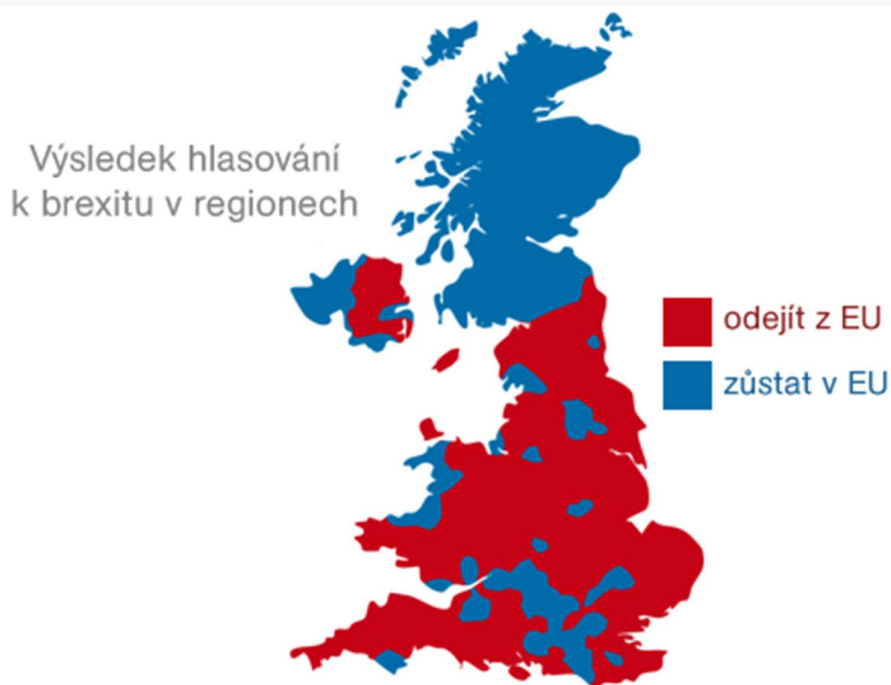 Výsledek hlasování
k brexitu v regionech
odejít z EU
zůstat v EU